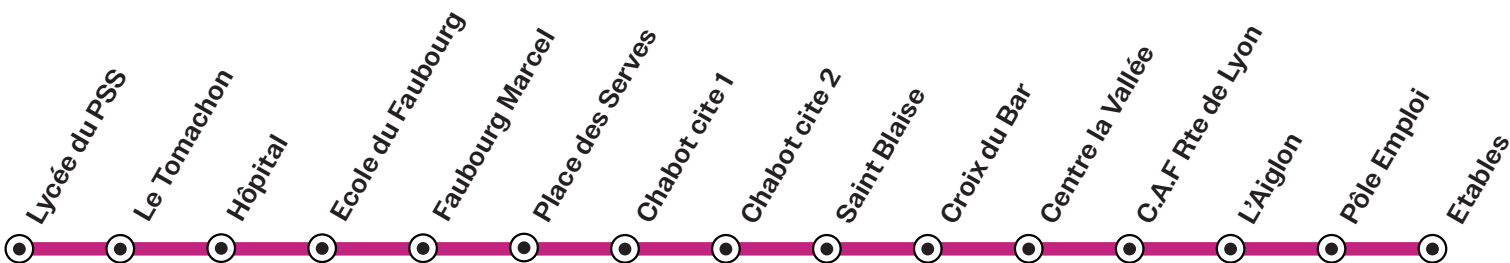 Lycée du PSS
Le Tomachon
Hôpital
Ecole du Faubourg
Faubourg Marcel
Place des Serves
Chabot cite 1
Chabot cite 2
Saint Blaise
Croix du Bar
Centre la Vallée
C.A.F Rte de Lyon
L'Aiglon
Pôle Emploi
Etables